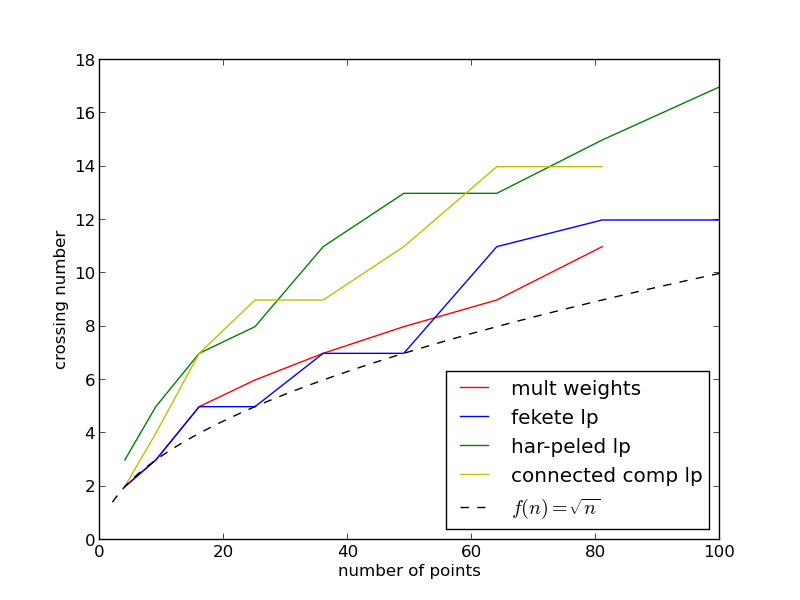 18
16
14
12
10
8
6
4
2
0
crossing number
mult weights
fekete lp
har-peled lp
connected comp lp
f(n)=√n
0 20 40 60 80 100
number of points